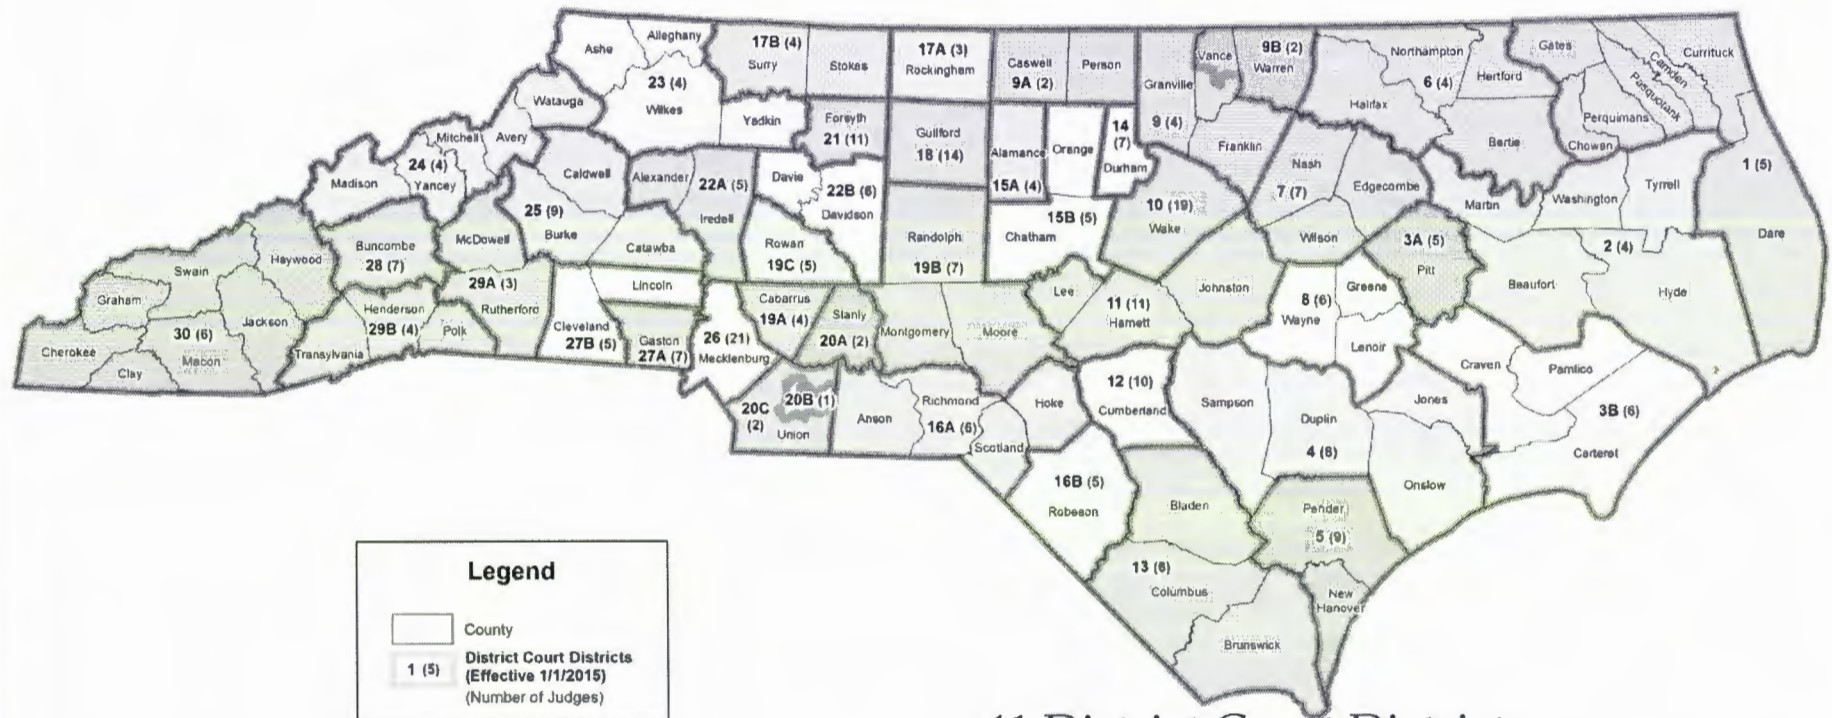 Ashe
Alleghany
17B (4)
Surry
Stokes
17A (3)
Rockingham
Caswell
9A (2)
Person
Granville
9 (4)
Vance
9B (2)
Warren
Northampton
6 (4)
Hertford
Gates
Camden
Currituck
Pasquotank
Perquimans
Chowan
Halifax
Bertie
23 (4)
Wilkes
Watauga
Yadkin
Forsyth
21 (11)
Guilford
18 (14)
Alamance
15A (4)
Orange
14
(7)
Durham
Franklin
Nash
7 (7)
Edgecombe
Martin
Washington
Tyrrell
1 (5)
Dare
Mitchell
Avery
24 (4)
Yancey
Madison
Caldwell
Alexander
22A (5)
Iredell
Davie
22B (6)
Davidson
Randolph
19B (7)
15B (5)
Chatham
10 (19)
Wake
Wilson
3A (5)
Pitt
2 (4)
Beaufort
Hyde
25 (9)
Burke
Catawba
McDowell
Buncombe
28 (7)
Haywood
Swain
Graham
Jackson
30 (6)
Macon
Cherokee
Clay
Transylvania
Henderson
29B (4)
Polk
29A (3)
Rutherford
Cleveland
27B (5)
Lincoln
Gaston
27A (7)
Rowan
19C (5)
26 (21)
Mecklenburg
Cabarrus
19A (4)
Stanly
20A (2)
Montgomery
Moore
Lee
11 (11)
Harnett
Johnston
8 (6)
Wayne
Greene
Lenoir
Craven
Pamlico
3B (6)
Carteret
Jones
20C
(2)
20B (1)
Union
Anson
Richmond
16A (6)
Scotland
Hoke
12 (10)
Cumberland
Sampson
Duplin
4 (8)
Onslow
16B (5)
Robeson
Bladen
Pender
5 (9)
13 (6)
Columbus
New
Hanover
Brunswick
Legend
County
1 (5)
District Court Districts
(Effective 1/1/2015)
(Number of Judges)